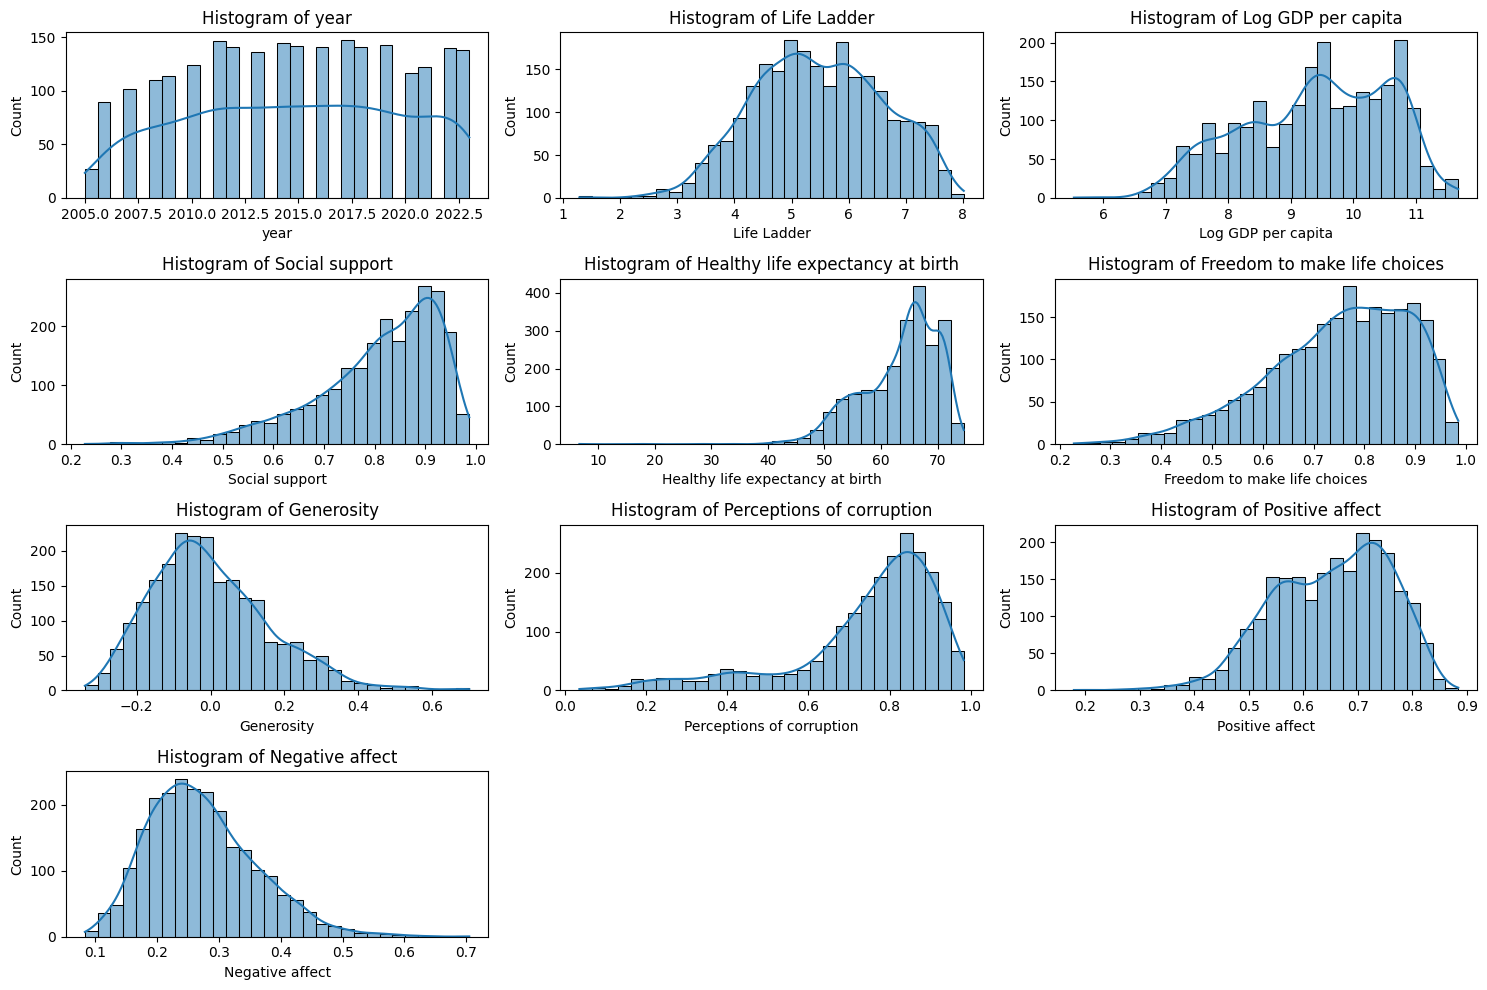 Histogram of year
150
100
50
0
Count
2005.0 2007.5 2010.0 2012.5 2015.0 2017.5 2020.0 2022.5
year
Histogram of Life Ladder
150
100
50
0
Count
1 2 3 4 5 6 7 8
Life Ladder
Histogram of Log GDP per capita
200
150
100
50
0
Count
6 7 8 9 10 11
Log GDP per capita
Histogram of Social support
200
100
0
Count
0.2 0.3 0.4 0.5 0.6 0.7 0.8 0.9 1.0
Social support
Histogram of Healthy life expectancy at birth
400
300
200
100
0
Count
10 20 30 40 50 60 70
Healthy life expectancy at birth
Histogram of Freedom to make life choices
150
100
50
0
Count
0.2 0.3 0.4 0.5 0.6 0.7 0.8 0.9 1.0
Freedom to make life choices
Histogram of Generosity
200
150
100
50
0
Count
−0.2 0.0 0.2 0.4 0.6
Generosity
Histogram of Perceptions of corruption
200
100
0
Count
0.0 0.2 0.4 0.6 0.8 1.0
Perceptions of corruption
Histogram of Positive affect
200
150
100
50
0
Count
0.2 0.3 0.4 0.5 0.6 0.7 0.8 0.9
Positive affect
Histogram of Negative affect
200
100
0
Count
0.1 0.2 0.3 0.4 0.5 0.6 0.7
Negative affect